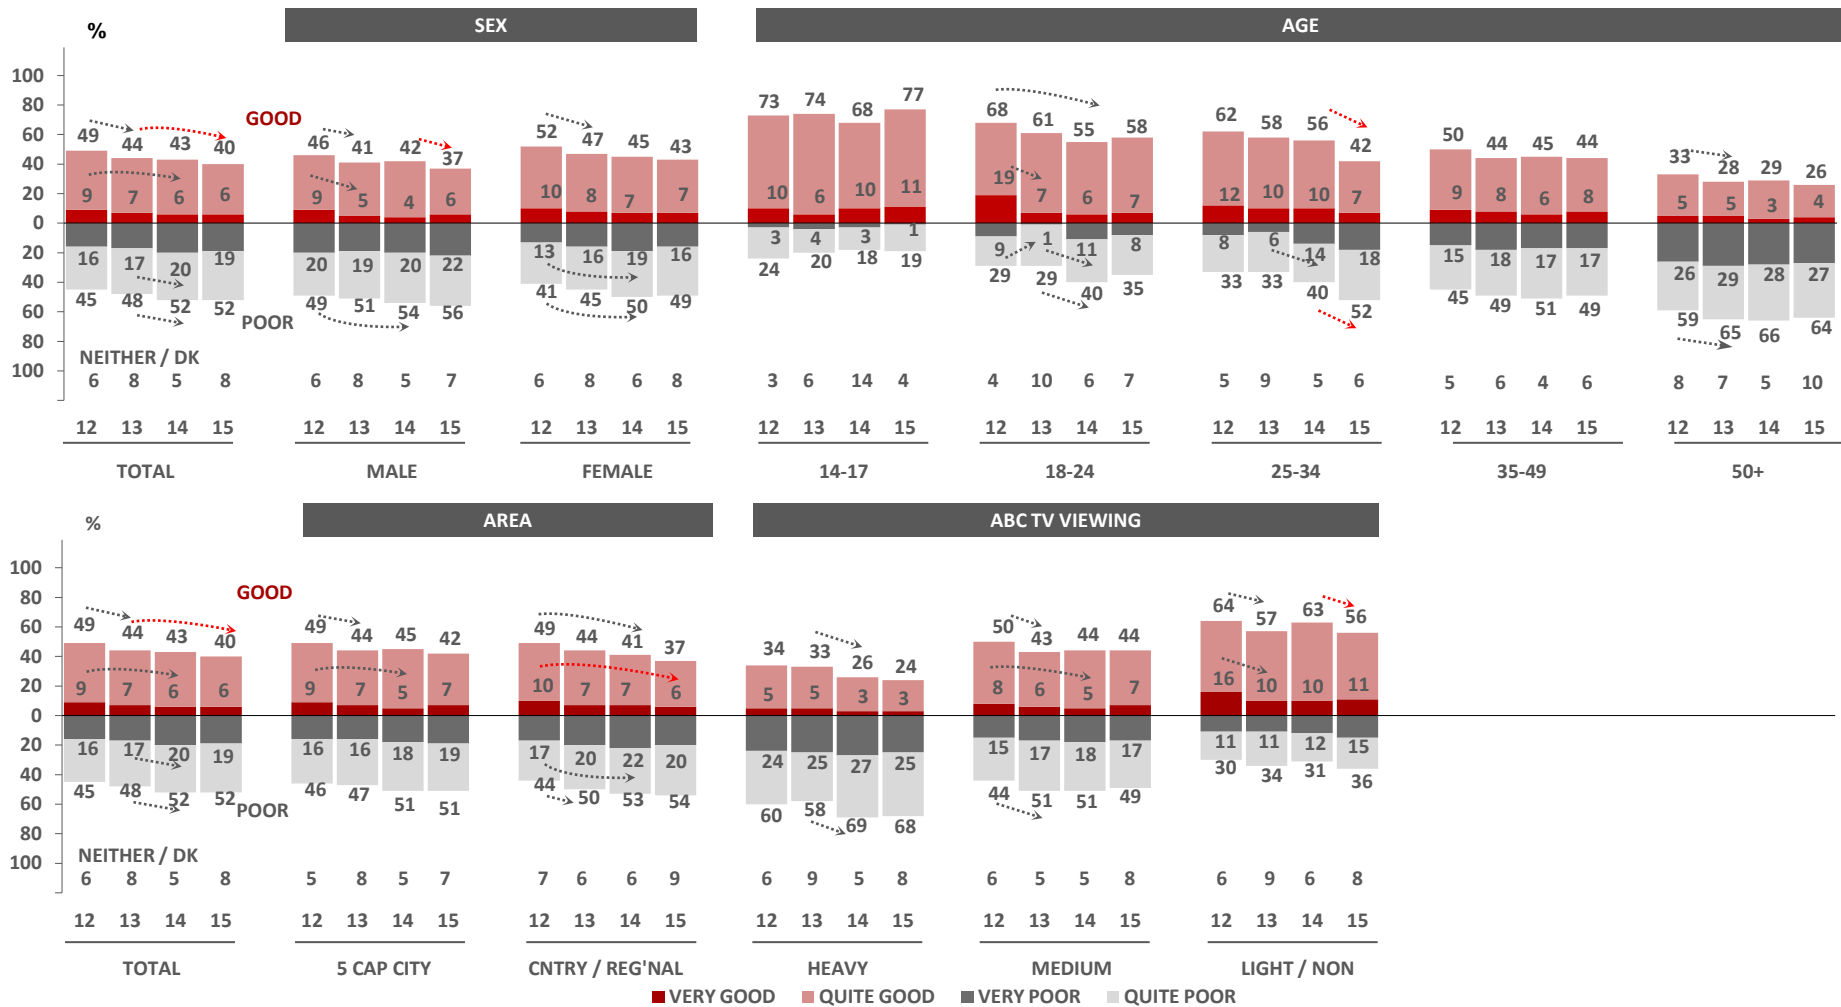 %
SEX
AGE
100
80
60
40
20
0
20
40
60
80
100
GOOD
POOR
NEITHER / DK
49 44 43 40
9 7 6 6
16 17 20 19
45 48 52 52
6 8 5 8
12 13 14 15
TOTAL
46 41 42 37
9 5 4 6
20 19 20 22
49 51 54 56
6 8 5 7
12 13 14 15
MALE
52 47 45 43
10 8 7 7
13 16 19 16
41 45 50 49
6 8 6 8
12 13 14 15
FEMALE
73 74 68 77
10 6 10 11
3 4 3 1
24 20 18 19
3 6 14 4
12 13 14 15
14-17
68 61 55 58
19 7 6 7
9 1 11 8
29 29 40 35
4 10 6 7
12 13 14 15
18-24
62 58 56 42
12 10 10 7
8 6 14 18
33 33 40 52
5 9 5 6
12 13 14 15
25-34
50 44 45 44
9 8 6 8
15 18 17 17
45 49 51 49
5 6 4 6
12 13 14 15
35-49
33 28 29 26
5 5 3 4
26 29 28 27
59 65 66 64
8 7 5 10
12 13 14 15
50+
%
AREA
ABC TV VIEWING
100
80
60
40
20
0
20
40
60
80
100
GOOD
POOR
NEITHER / DK
49 44 43 40
9 7 6 6
16 17 20 19
45 48 52 52
6 8 5 8
12 13 14 15
TOTAL
49 44 45 42
9 7 5 7
16 16 18 19
46 47 51 51
5 8 5 7
12 13 14 15
5 CAP CITY
49 44 41 37
10 7 7 6
17 20 22 20
44 50 53 54
7 6 6 9
12 13 14 15
CNTRY / REG'NAL
34 33 26 24
5 5 3 3
24 25 27 25
60 58 69 68
6 9 5 8
12 13 14 15
HEAVY
50 43 44 44
8 6 5 7
15 17 18 17
44 51 51 49
6 5 5 8
12 13 14 15
MEDIUM
64 57 63 56
16 10 10 11
11 11 12 15
30 34 31 36
6 9 6 8
12 13 14 15
LIGHT / NON
VERY GOOD QUITE GOOD VERY POOR QUITE POOR